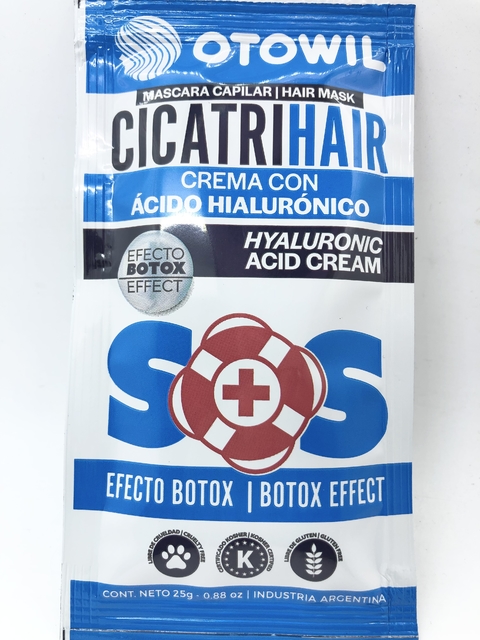 OTOWIL
MASCARA CAPILAR | HAIR MASK
CICATRIHAIR
CREMA CON
ÁCIDO HIALURÓNICO
HYALURONIC
ACID CREAM
EFECTO
BOTOX
EFFECT
SOS
EFECTO BOTOX | BOTOX EFFECT
LIBRE DE CRUELDAD | CRUELTY FREE
K
CERTIFICADO KOSHER | KOSHER CERTIFIED
LIBRE DE GLUTEN | GLUTEN FREE
CONT. NETO 25g - 0.88 oz | INDUSTRIA ARGENTINA